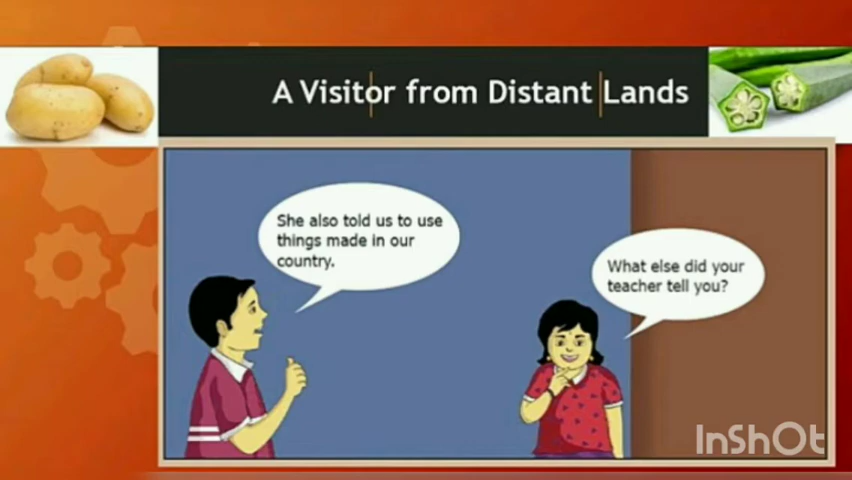 A Visitor from Distant Lands
She also told us to use
things made in our
country.
What else did your
teacher tell you?
InShOt